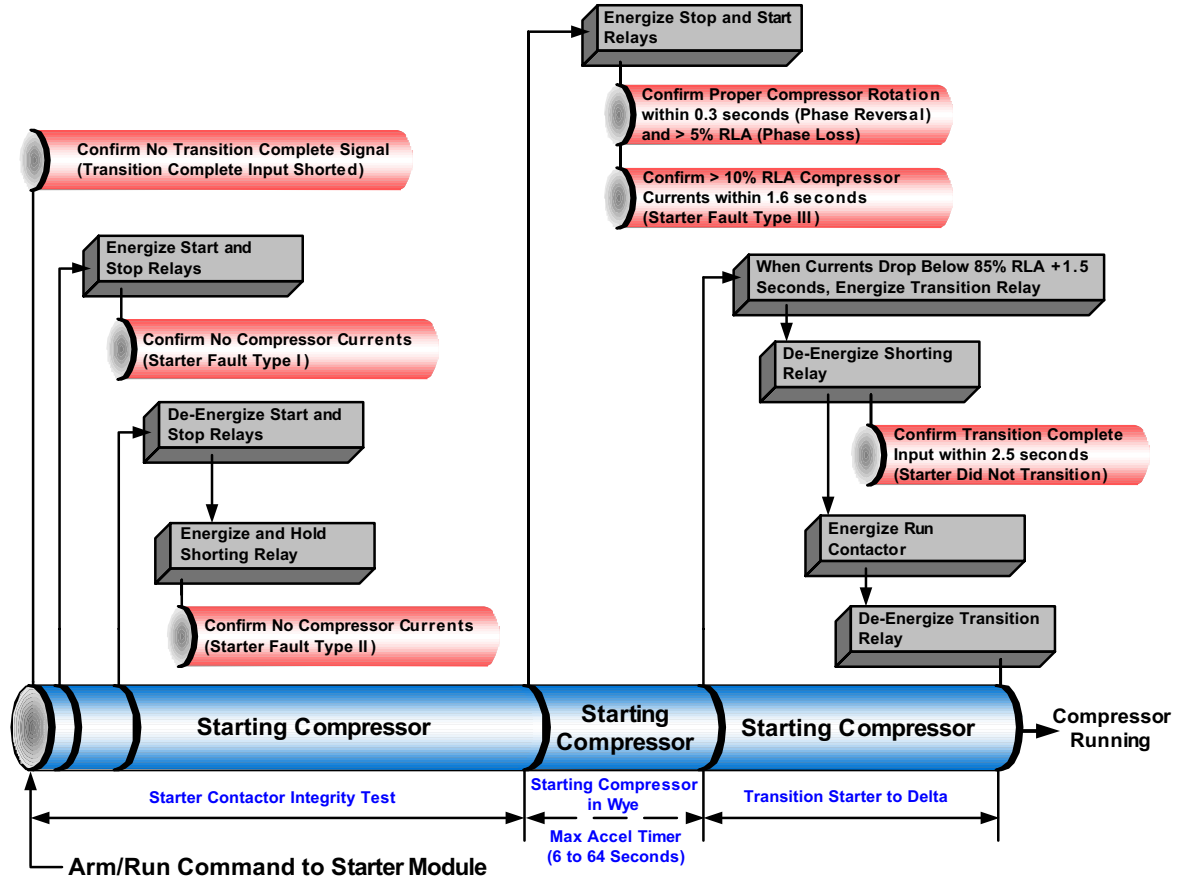 Energize Stop and Start
Relays
Confirm Proper Compressor Rotation
within 0.3 seconds (Phase Reversal)
and > 5% RLA (Phase Loss)
Confirm No Transition Complete Signal
(Transition Complete Input Shorted)
Confirm > 10% RLA Compressor
Currents within 1.6 seconds
(Starter Fault Type III)
Energize Start and
Stop Relays
When Currents Drop Below 85% RLA +1.5
Seconds, Energize Transition Relay
Confirm No Compressor Currents
(Starter Fault Type I)
De-Energize Shorting
Relay
De-Energize Start and
Stop Relays
Confirm Transition Complete
Input within 2.5 seconds
(Starter Did Not Transition)
Energize and Hold
Shorting Relay
Energize Run
Contactor
Confirm No Compressor Currents
(Starter Fault Type II)
De-Energize Transition
Relay
Starting Compressor
Starting
Compressor
Starting Compressor
Compressor
Running
Starter Contactor Integrity Test
Starting Compressor
in Wye
Max Accel Timer
(6 to 64 Seconds)
Transition Starter to Delta
Arm/Run Command to Starter Module